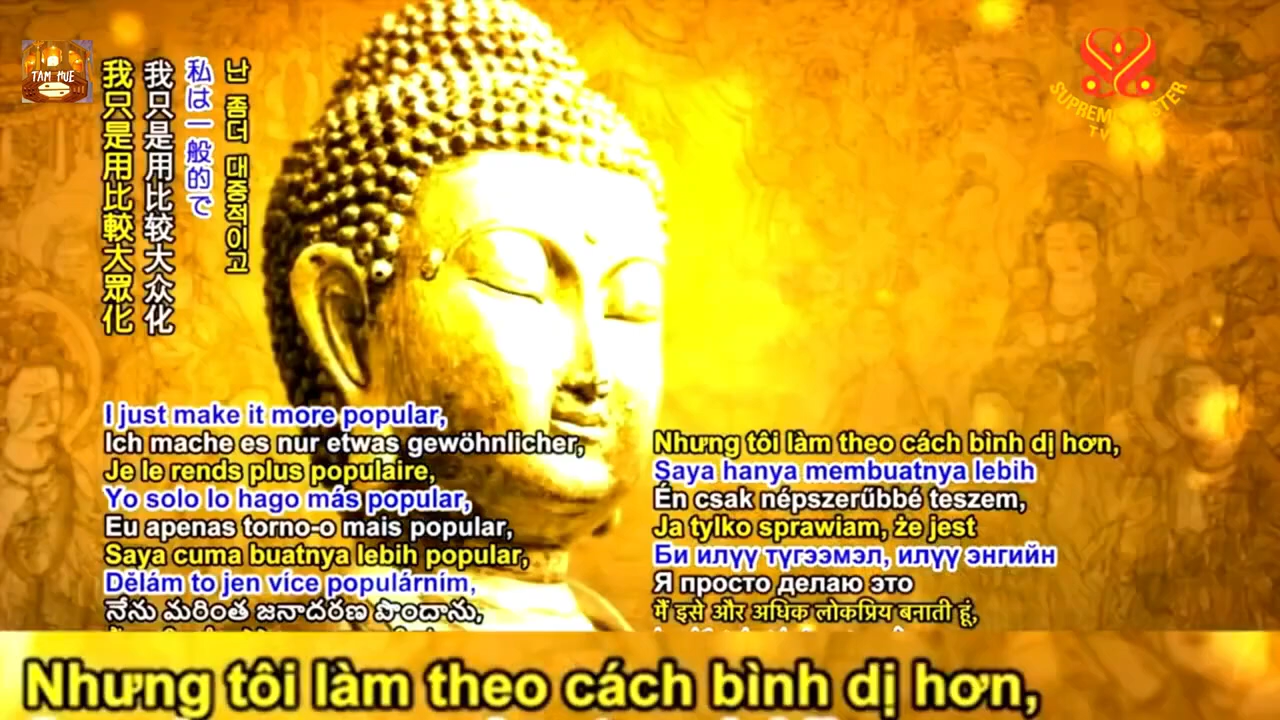 TAM HUE
SUPREME MASTER
TV
我只是用比較大眾化
我只是用比较大众化
私は一般的で
난 좀더 대중적이고
I just make it more popular,
Ich mache es nur etwas gewöhnlicher,
Je le rends plus populaire,
Yo solo lo hago más popular,
Eu apenas torno-o mais popular,
Saya cuma buatnya lebih popular,
Dělám to jen více populárním,
నేను మరింత జనాదరణ పొందాను,
Nhưng tôi làm theo cách bình dị hơn,
Saya hanya membuatnya lebih
Én csak népszerűbbé teszem,
Ja tylko sprawiam, że jest
Би илүү түгээмэл, илүү энгийн
Я просто делаю это
मैं इसे और अधिक लोकप्रिय बनाती हूं,
Nhưng tôi làm theo cách bình dị hơn,